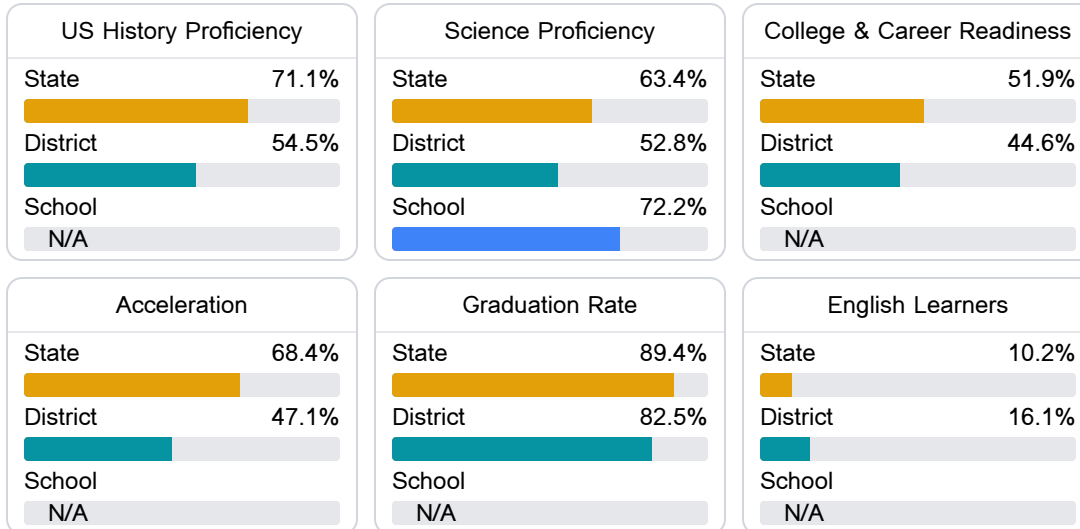 US History Proficiency
State 71.1%
District 54.5%
School
N/A
Science Proficiency
State 63.4%
District 52.8%
School 72.2%
College & Career Readiness
State 51.9%
District 44.6%
School
N/A
Acceleration
State 68.4%
District 47.1%
School
N/A
Graduation Rate
State 89.4%
District 82.5%
School
N/A
English Learners
State 10.2%
District 16.1%
School
N/A